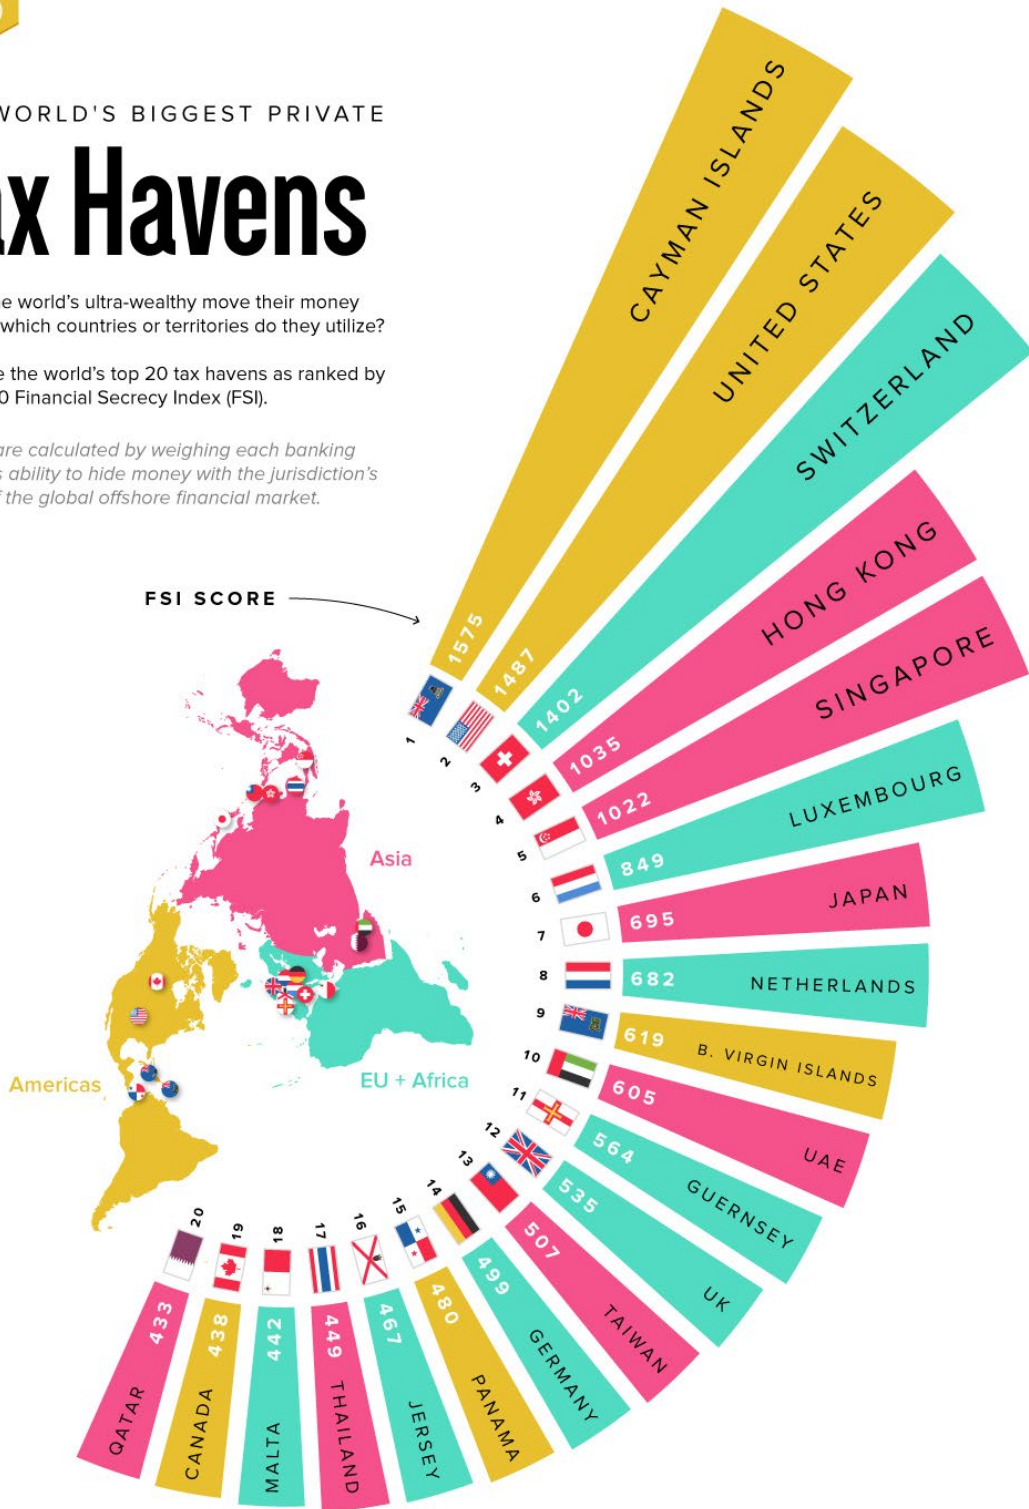 WORLD'S BIGGEST PRIVATE
ax Havens
e world's ultra-wealthy move their money
which countries or territories do they utilize?
e the world's top 20 tax havens as ranked by
0 Financial Secrecy Index (FSI).
are calculated by weighing each banking
s ability to hide money with the jurisdiction's
f the global offshore financial market.
FSI SCORE
1 1575 CAYMAN ISLANDS
2 1487 UNITED STATES
3 1402 SWITZERLAND
4 1035 HONG KONG
5 1022 SINGAPORE
6 849 LUXEMBOURG
7 695 JAPAN
8 682 NETHERLANDS
9 619 B. VIRGIN ISLANDS
10 605 UAE
11 564 GUERNSEY
12 535 UK
13 507 TAIWAN
14 499 GERMANY
15 480 PANAMA
16 467 JERSEY
17 449 THAILAND
18 442 MALTA
19 438 CANADA
20 433 QATAR
Asia
Americas
EU + Africa